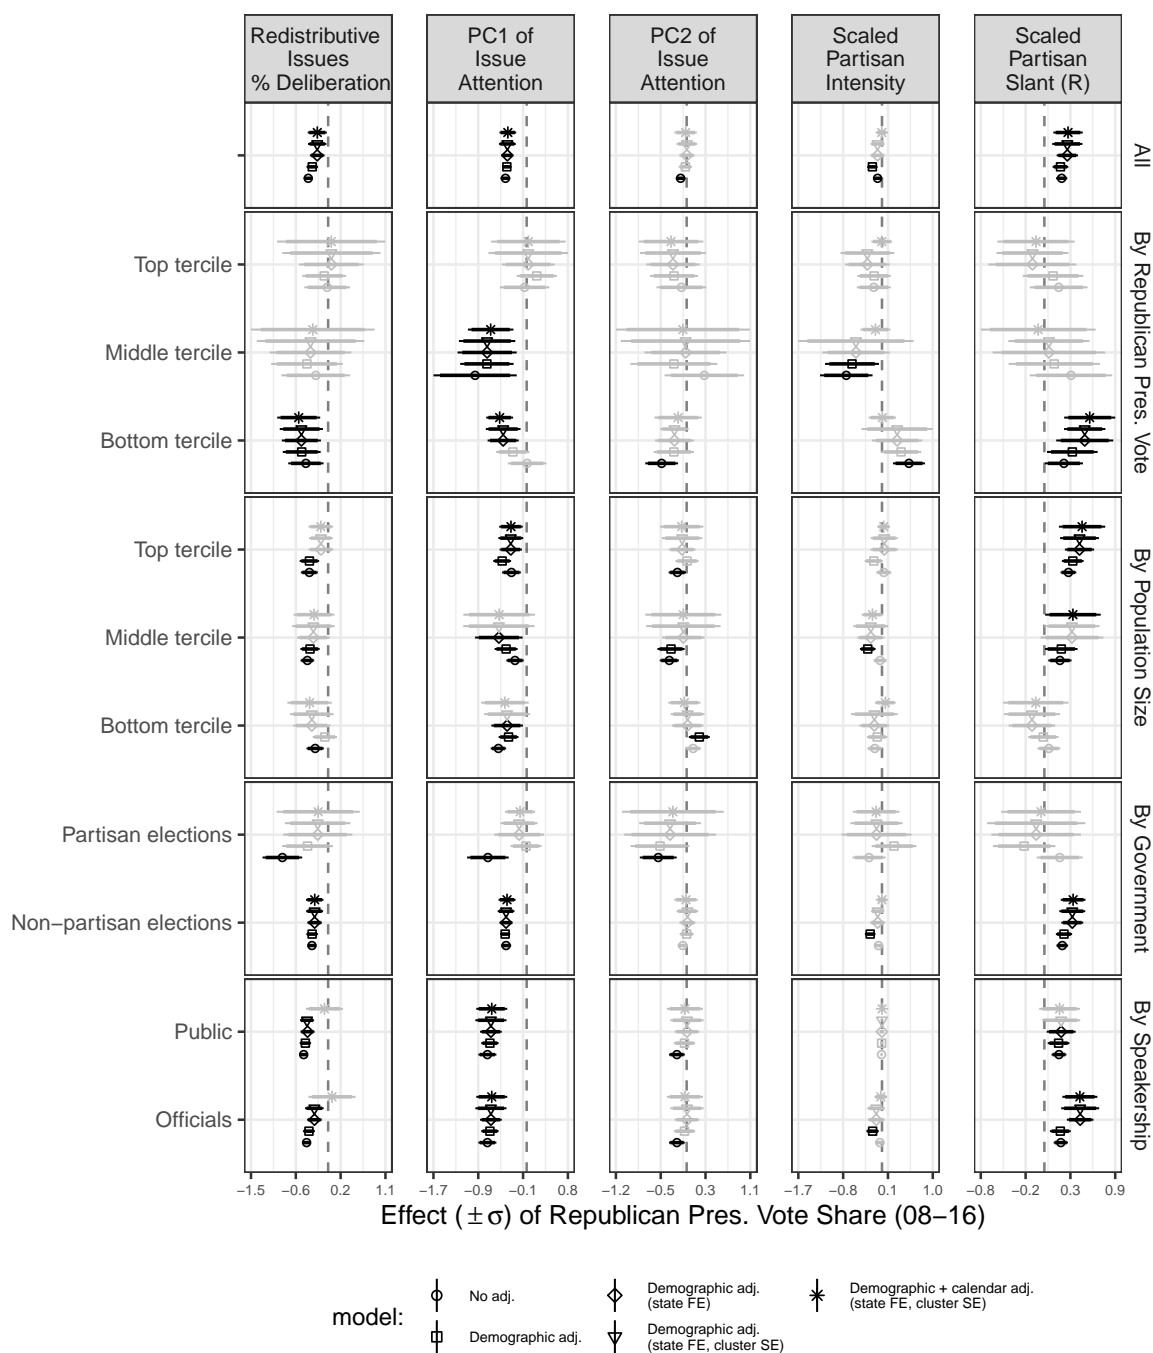 Redistributive
Issues
% Deliberation
PC1 of
Issue
Attention
PC2 of
Issue
Attention
Scaled
Partisan
Intensity
Scaled
Partisan
Slant (R)
All
Top tercile
Middle tercile
Bottom tercile
By Republican Pres. Vote
Top tercile
Middle tercile
Bottom tercile
By Population Size
Partisan elections
Non−partisan elections
By Government
Public
Officials
By Speakership
−1.5 −0.6 0.2 1.1
−1.7 −0.9 −0.1 0.8
−1.2 −0.5 0.3 1.1
−1.7 −0.8 0.1 1.0
−0.8 −0.2 0.3 0.9
Effect (±σ) of Republican Pres. Vote Share (08−16)
model:
No adj.
Demographic adj.
Demographic adj.
(state FE)
Demographic adj.
(state FE, cluster SE)
Demographic + calendar adj.
(state FE, cluster SE)